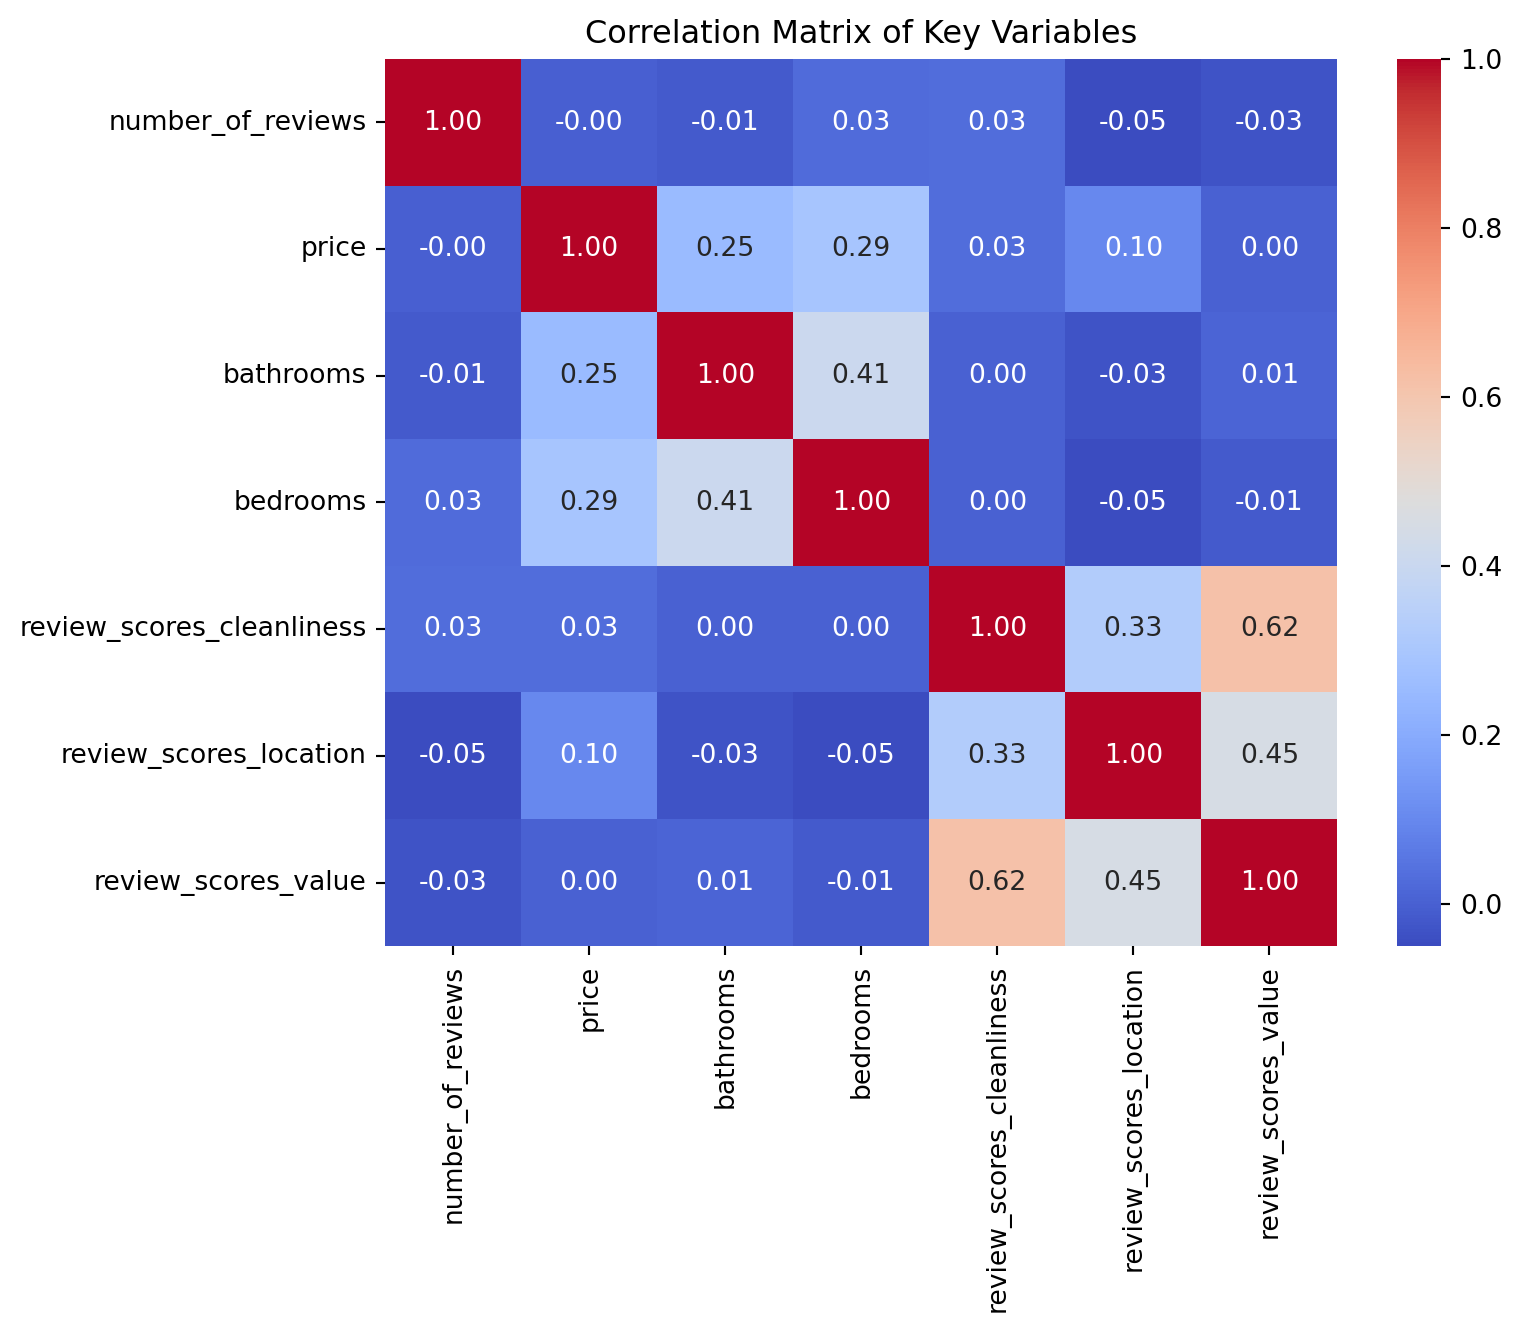 Correlation Matrix of Key Variables
number_of_reviews 1.00 -0.00 -0.01 0.03 0.03 -0.05 -0.03
price -0.00 1.00 0.25 0.29 0.03 0.10 0.00
bathrooms -0.01 0.25 1.00 0.41 0.00 -0.03 0.01
bedrooms 0.03 0.29 0.41 1.00 0.00 -0.05 -0.01
review_scores_cleanliness 0.03 0.03 0.00 0.00 1.00 0.33 0.62
review_scores_location -0.05 0.10 -0.03 -0.05 0.33 1.00 0.45
review_scores_value -0.03 0.00 0.01 -0.01 0.62 0.45 1.00
number_of_reviews
price
bathrooms
bedrooms
review_scores_cleanliness
review_scores_location
review_scores_value
1.0
0.8
0.6
0.4
0.2
0.0